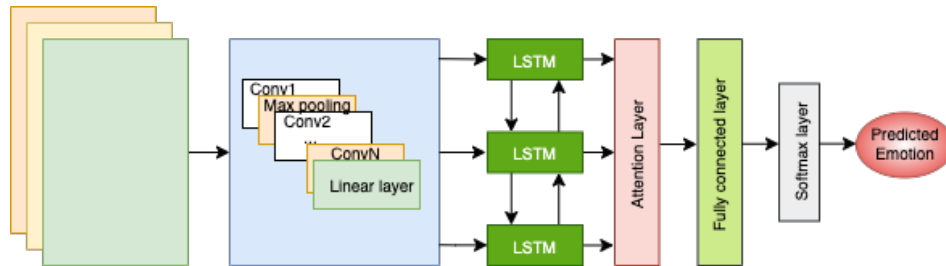 Conv1
Max pooling
Conv2
...
ConvN
Linear layer
LSTM
LSTM
LSTM
Attention Layer
Fully connected layer
Softmax layer
Predicted
Emotion